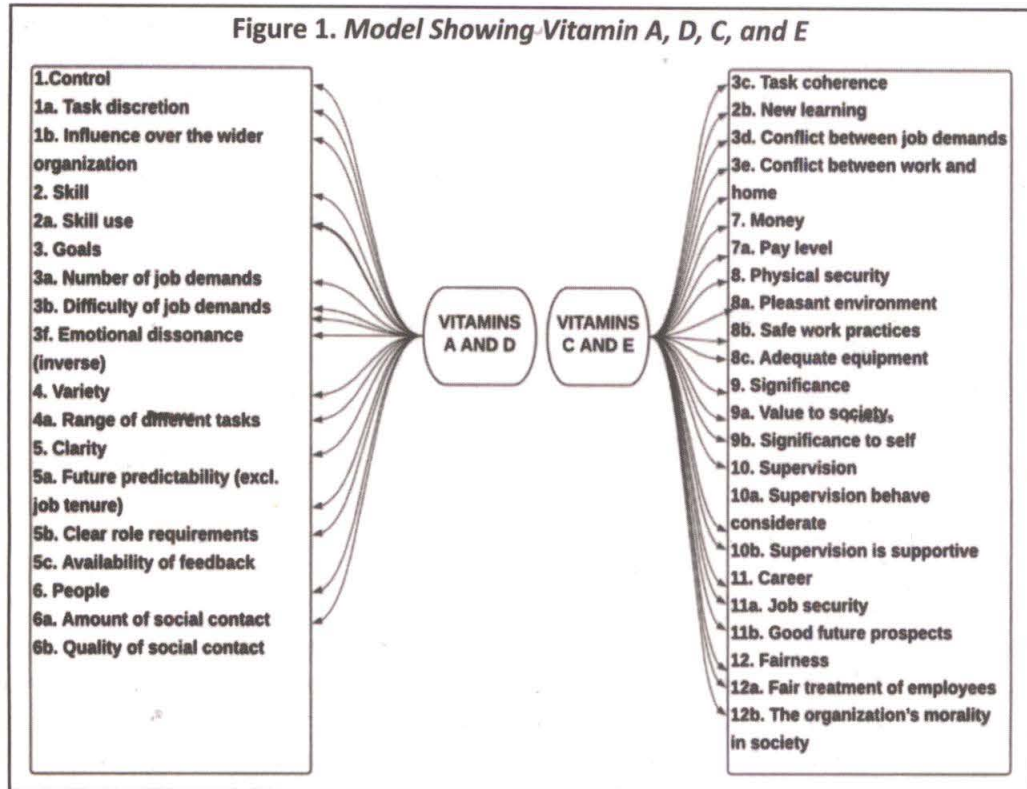 Figure 1. Model Showing Vitamin A, D, C, and E
1.Control
1a. Task discretion
1b. Influence over the wider
organization
2. Skill
2a. Skill use
3. Goals
3a. Number of job demands
3b. Difficulty of job demands
3f. Emotional dissonance
(inverse)
4. Variety
4a. Range of different tasks
5. Clarity
5a. Future predictability (excl.
job tenure)
5b. Clear role requirements
5c. Availability of feedback
6. People
6a. Amount of social contact
6b. Quality of social contact
VITAMINS
A AND D
VITAMINS
C AND E
3c. Task coherence
2b. New learning
3d. Conflict between job demands
3e. Conflict between work and
home
7. Money
7a. Pay level
8. Physical security
8a. Pleasant environment
8b. Safe work practices
8c. Adequate equipment
9. Significance
9a. Value to society
9b. Significance to self
10. Supervision
10a. Supervision behave
considerate
10b. Supervision is supportive
11. Career
11a. Job security
11b. Good future prospects
12. Fairness
12a. Fair treatment of employees
12b. The organization's morality
in society